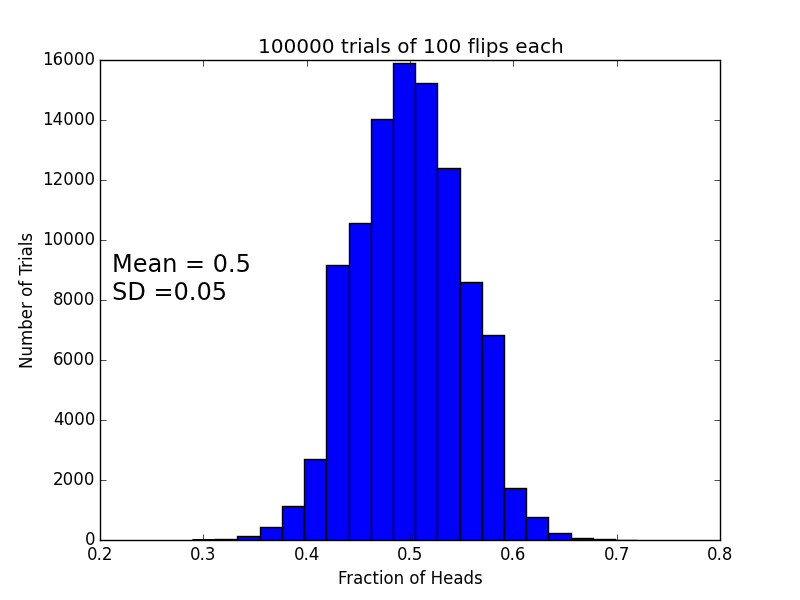 100000 trials of 100 flips each
16000
14000
12000
10000
8000
6000
4000
2000
0
Number of Trials
Mean = 0.5
SD =0.05
0.2 0.3 0.4 0.5 0.6 0.7 0.8
Fraction of Heads